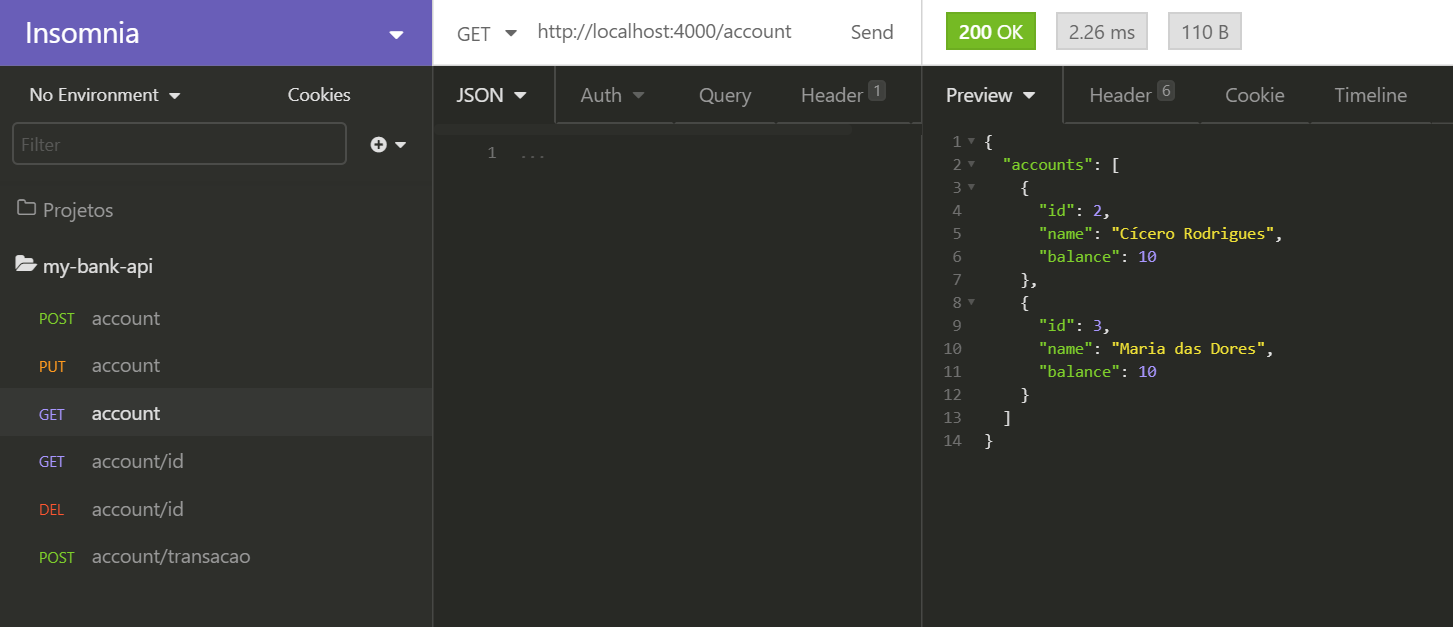 Insomnia
GET http://localhost:4000/account Send
200 OK 2.26 ms 110 B
No Environment Cookies
Filter
Projetos
my-bank-api
POST account
PUT account
GET account
GET account/id
DEL account/id
POST account/transacao
JSON Auth Query Header 1
1 ...
Preview Header 6 Cookie Timeline
1 {
2 "accounts": [
3 {
4 "id": 2,
5 "name": "Cícero Rodrigues",
6 "balance": 10
7 },
8 {
9 "id": 3,
10 "name": "Maria das Dores",
11 "balance": 10
12 }
13 ]
14 }